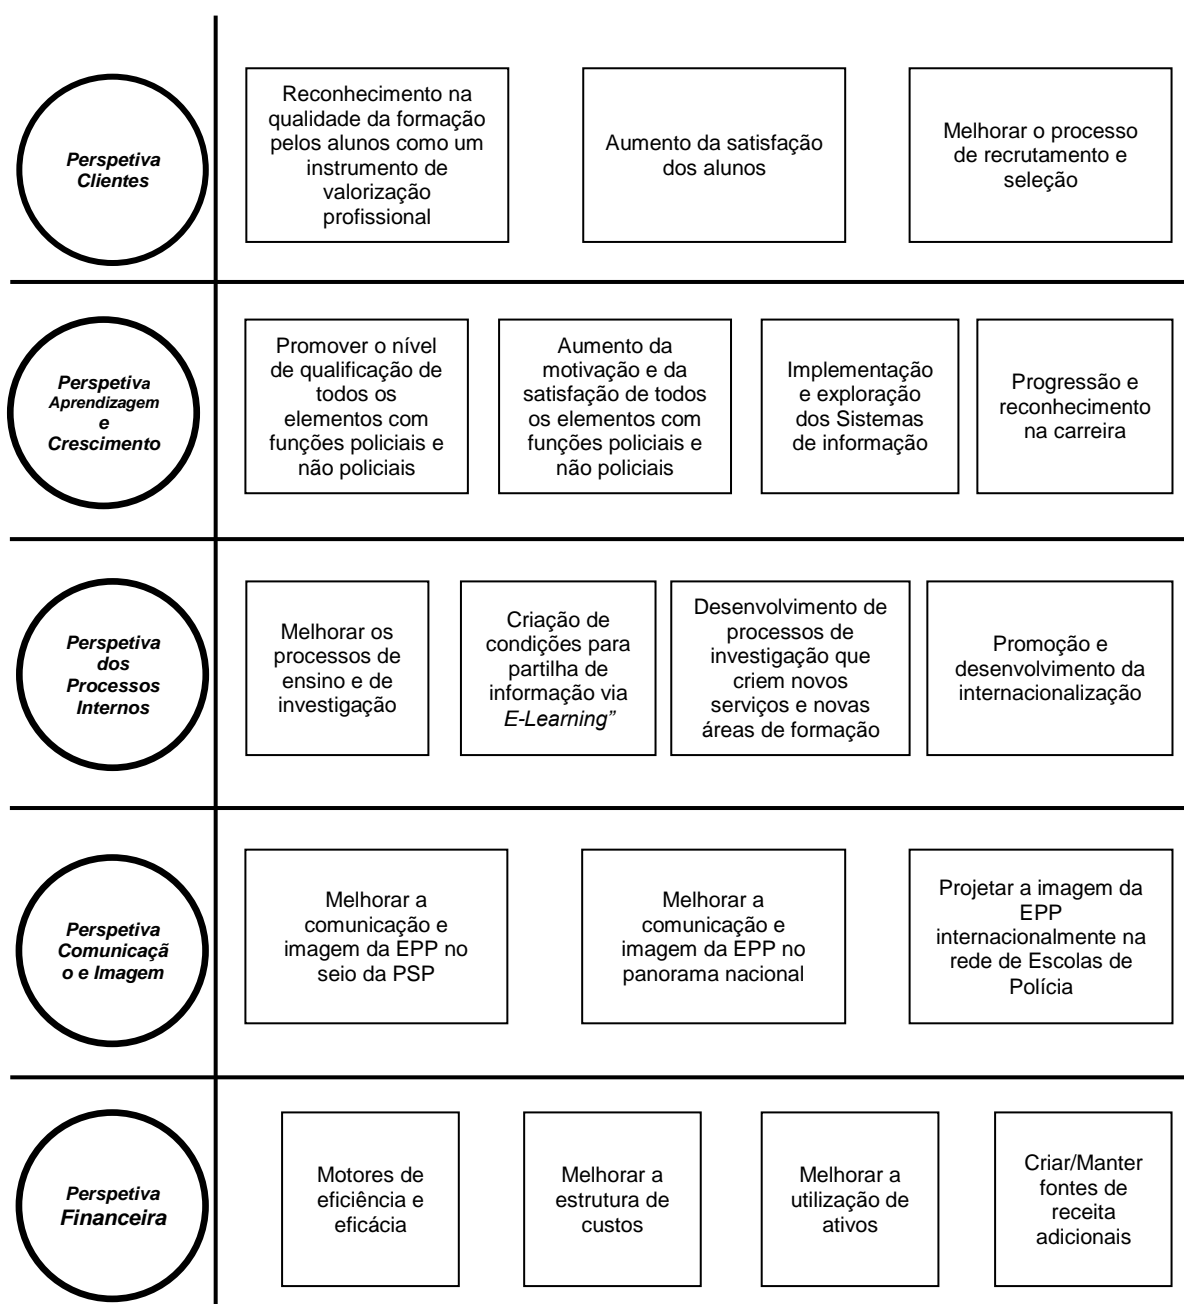 Perspetiva
Clientes
Reconhecimento na
qualidade da formação
pelos alunos como um
instrumento de
valorização
profissional
Aumento da satisfação
dos alunos
Melhorar o processo
de recrutamento e
seleção
Perspetiva
Aprendizagem
e
Crescimento
Promover o nível
de qualificação de
todos os
elementos com
funções policiais e
não policiais
Aumento da
motivação e da
satisfação de todos
os elementos com
funções policiais e
não policiais
Implementação
e exploração
dos Sistemas
de informação
Progressão e
reconhecimento
na carreira
Perspetiva
dos
Processos
Internos
Melhorar os
processos de
ensino e de
investigação
Criação de
condições para
partilha de
informação via
E-Learning”
Desenvolvimento de
processos de
investigação que
criem novos
serviços e novas
áreas de formação
Promoção e
desenvolvimento da
internacionalização
Perspetiva
Comunicaçã
o e Imagem
Melhorar a
comunicação e
imagem da EPP no
seio da PSP
Melhorar a
comunicação e
imagem da EPP no
panorama nacional
Projetar a imagem da
EPP
internacionalmente na
rede de Escolas de
Polícia
Perspetiva
Financeira
Motores de
eficiência e
eficácia
Melhorar a
estrutura de
custos
Melhorar a
utilização de
ativos
Criar/Manter
fontes de
receita
adicionais